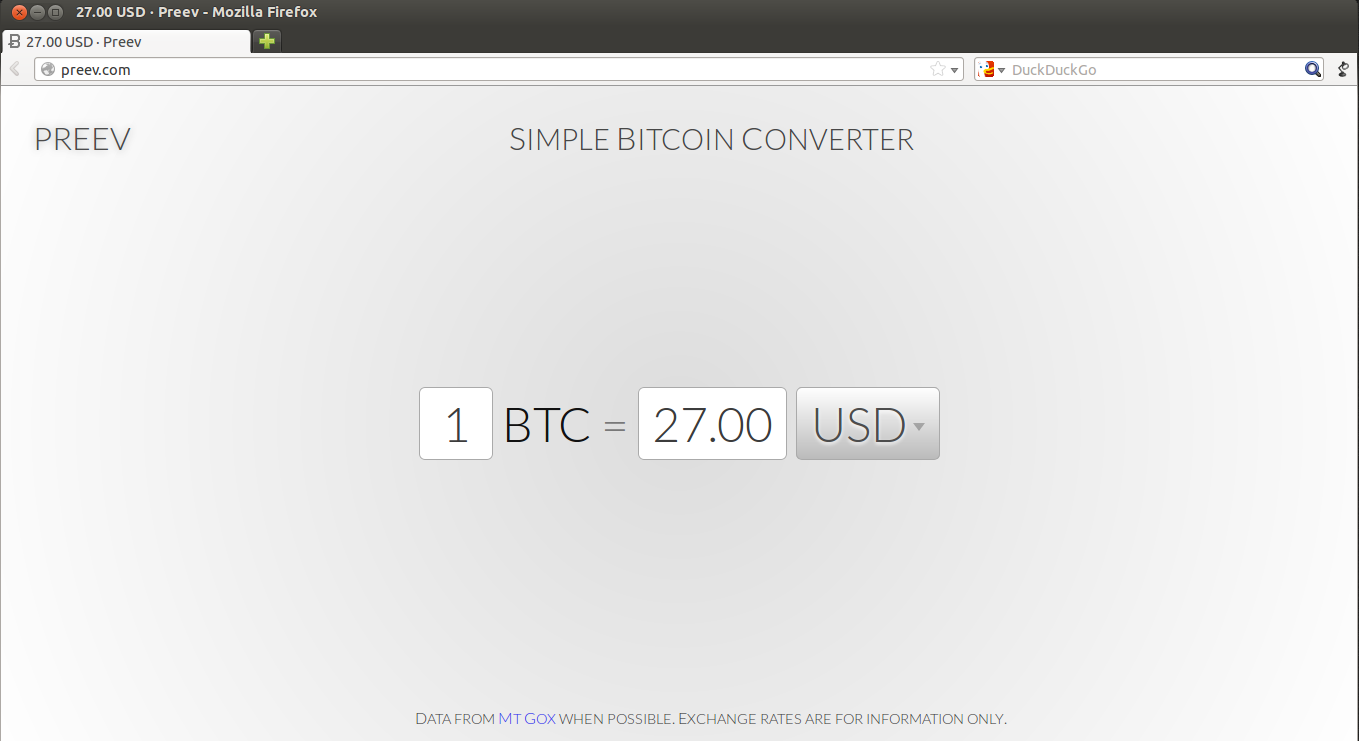 27.00 USD · Preev - Mozilla Firefox
27.00 USD · Preev
preev.com
DuckDuckGo
PREEV
SIMPLE BITCOIN CONVERTER
1 BTC = 27.00 USD
DATA FROM MT GOX WHEN POSSIBLE. EXCHANGE RATES ARE FOR INFORMATION ONLY.